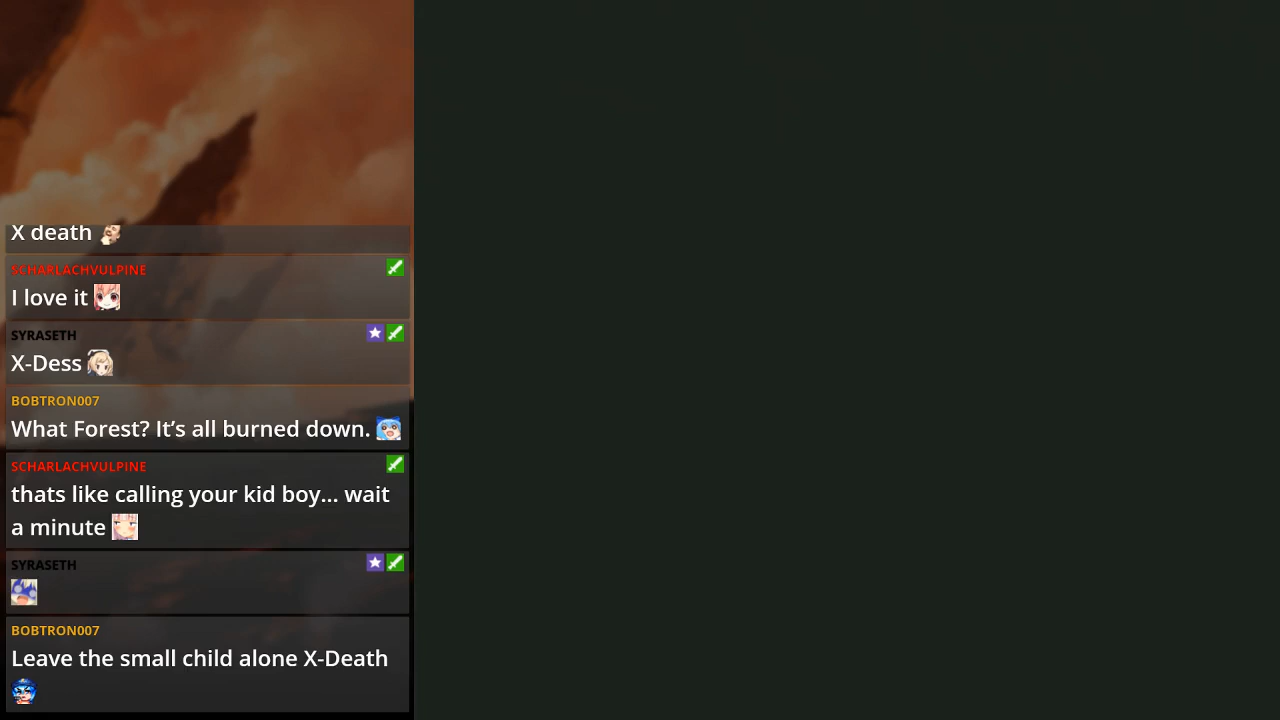 X death
SCHARLACHVULPINE
I love it
SYRASETH
X-Dess
BOBTRON007
What Forest? It's all burned down.
SCHARLACHVULPINE
thats like calling your kid boy... wait
a minute
SYRASETH
BOBTRON007
Leave the small child alone X-Death